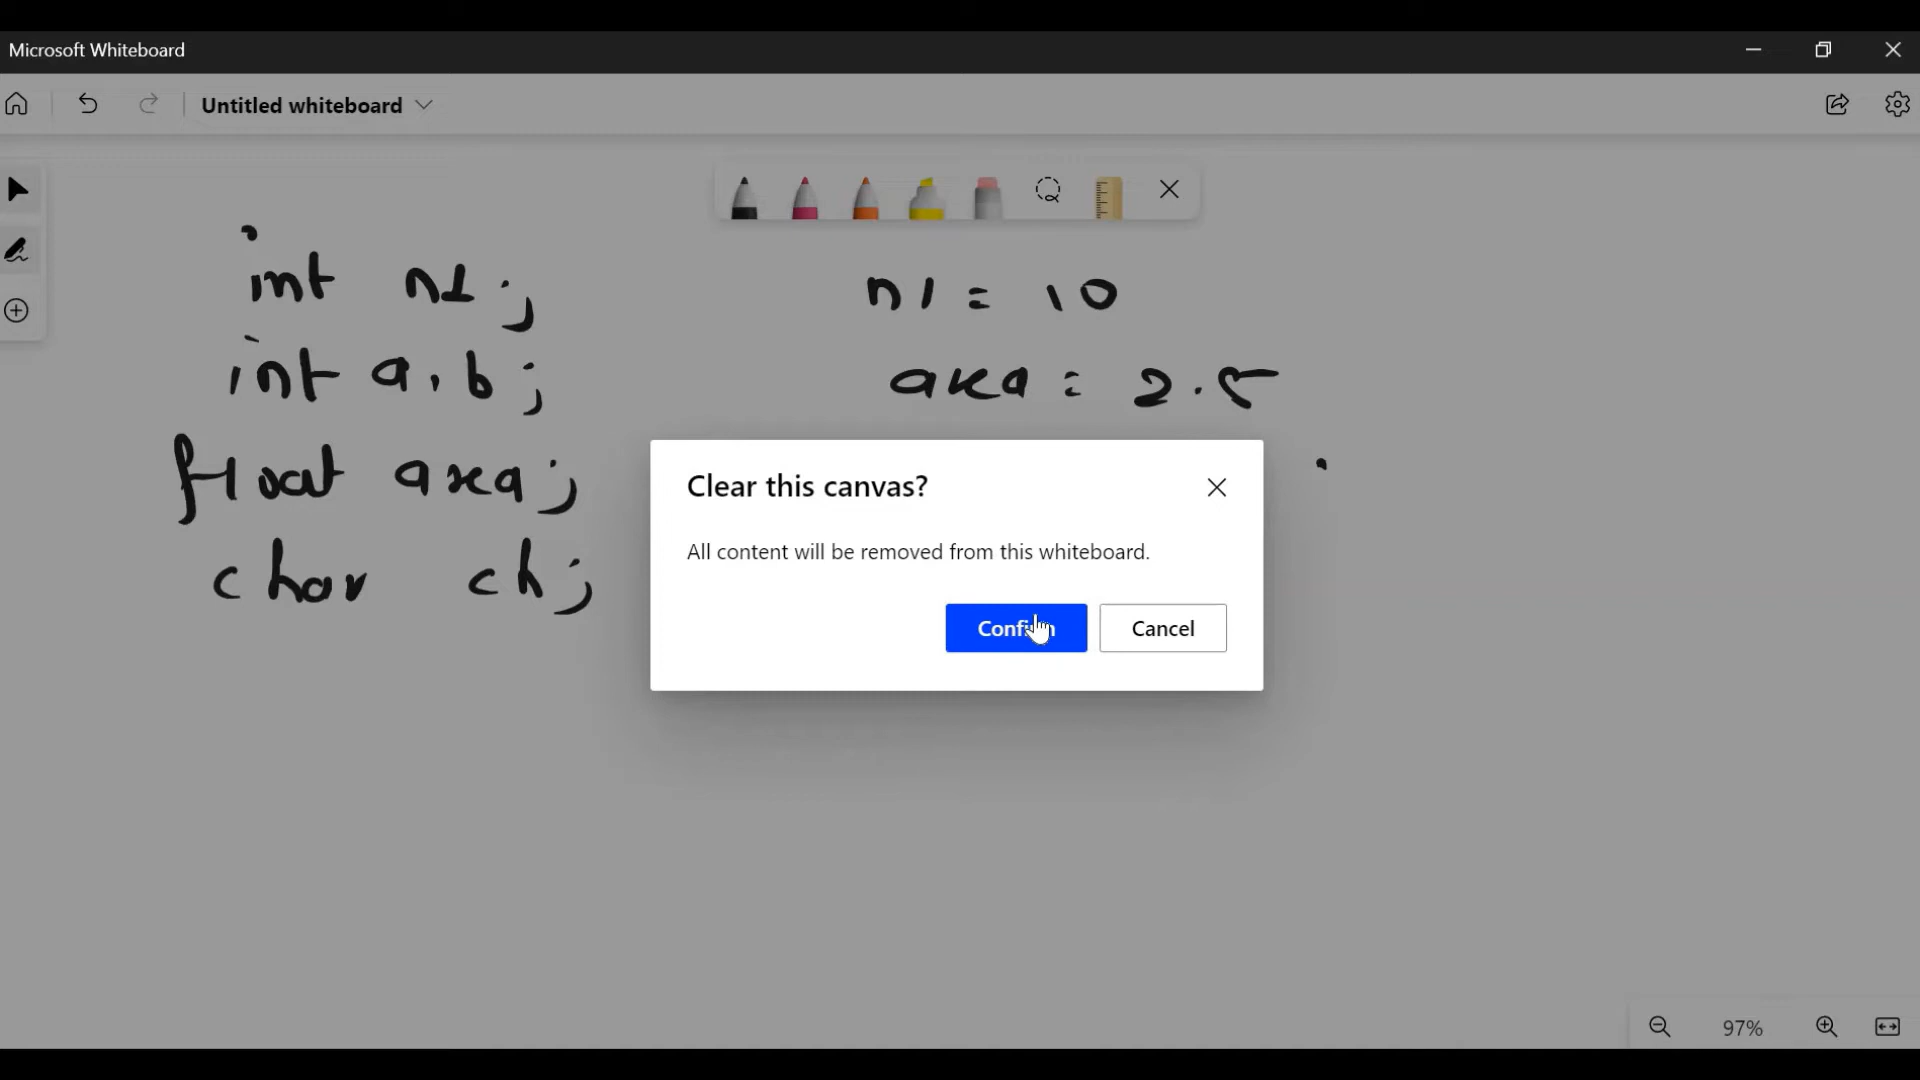 Microsoft Whiteboard
Untitled whiteboard
int n1;
int a, b;
float area;
char ch;
n1 = 10
area = 2.5
Clear this canvas?
All content will be removed from this whiteboard.
Confirm
Cancel
97%